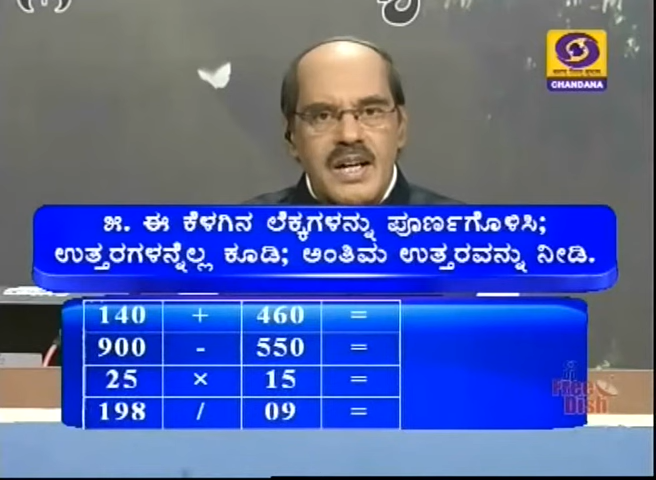 CHANDANA
೫. ಈ ಕೆಳಗಿನ ಲೆಕ್ಕಗಳನ್ನು ಪೂರ್ಣಗೊಳಿಸಿ;
ಉತ್ತರಗಳನ್ನೆಲ್ಲ ಕೂಡಿ; ಅಂತಿಮ ಉತ್ತರವನ್ನು ನೀಡಿ.
140 + 460 =
900 - 550 =
25 × 15 =
198 / 09 =
Free Dish